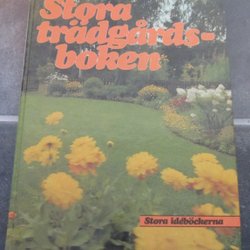 Stora
trädgårds-
boken
Stora idéböckerna